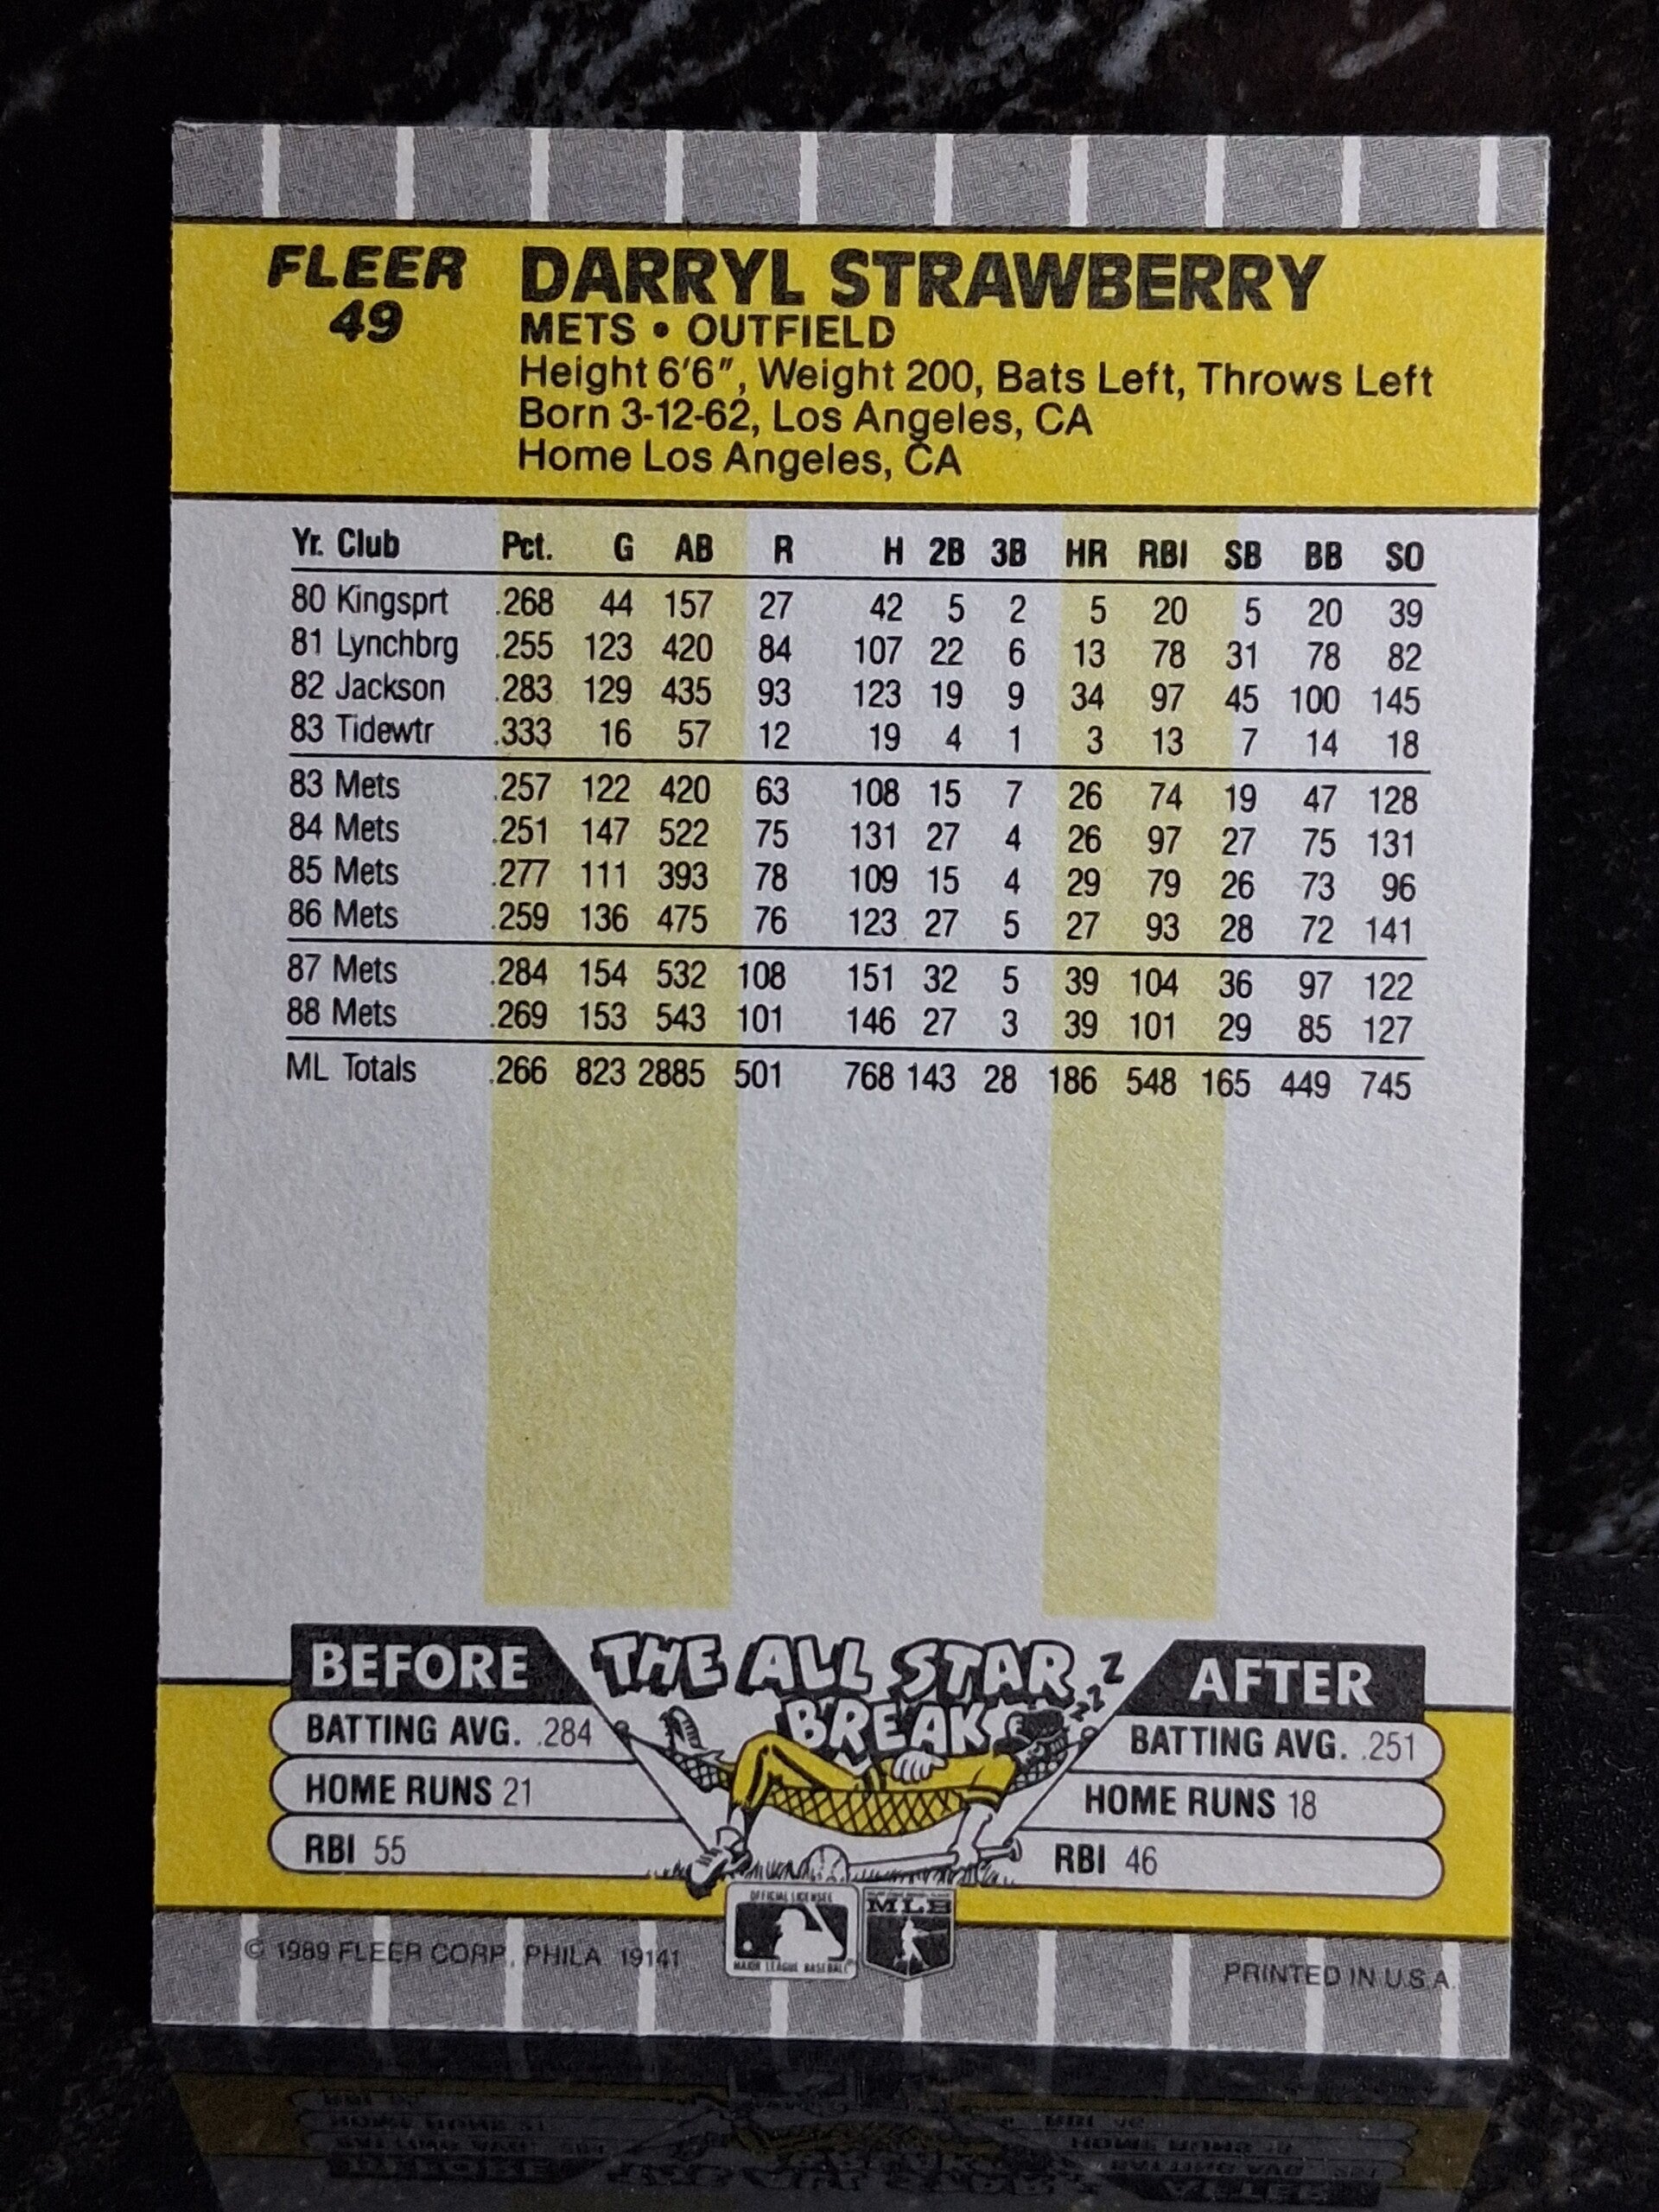 FLEER
49
DARRYL STRAWBERRY
METS • OUTFIELD
Height 6'6", Weight 200, Bats Left, Throws Left
Born 3-12-62, Los Angeles, CA
Home Los Angeles, CA
Yr. Club Pct. G AB R H 2B 3B HR RBI SB BB SO
80 Kingsprt .268 44 157 27 42 5 2 5 20 5 20 39
81 Lynchbrg .255 123 420 84 107 22 6 13 78 31 78 82
82 Jackson .283 129 435 93 123 19 9 34 97 45 100 145
83 Tidewtr .333 16 57 12 19 4 1 3 13 7 14 18
83 Mets .257 122 420 63 108 15 7 26 74 19 47 128
84 Mets .251 147 522 75 131 27 4 26 97 27 75 131
85 Mets .277 111 393 78 109 15 4 29 79 26 73 96
86 Mets .259 136 475 76 123 27 5 27 93 28 72 141
87 Mets .284 154 532 108 151 32 5 39 104 36 97 122
88 Mets .269 153 543 101 146 27 3 39 101 29 85 127
ML Totals .266 823 2885 501 768 143 28 186 548 165 449 745
BEFORE
THE ALL STAR
BREAK
Z Z Z Z
AFTER
BATTING AVG. .284
HOME RUNS 21
RBI 55
BATTING AVG. .251
HOME RUNS 18
RBI 46
OFFICIAL LICENSEE
MAJOR LEAGUE BASEBALL
MLB
© 1989 FLEER CORP., PHILA 19141
PRINTED IN U.S.A.